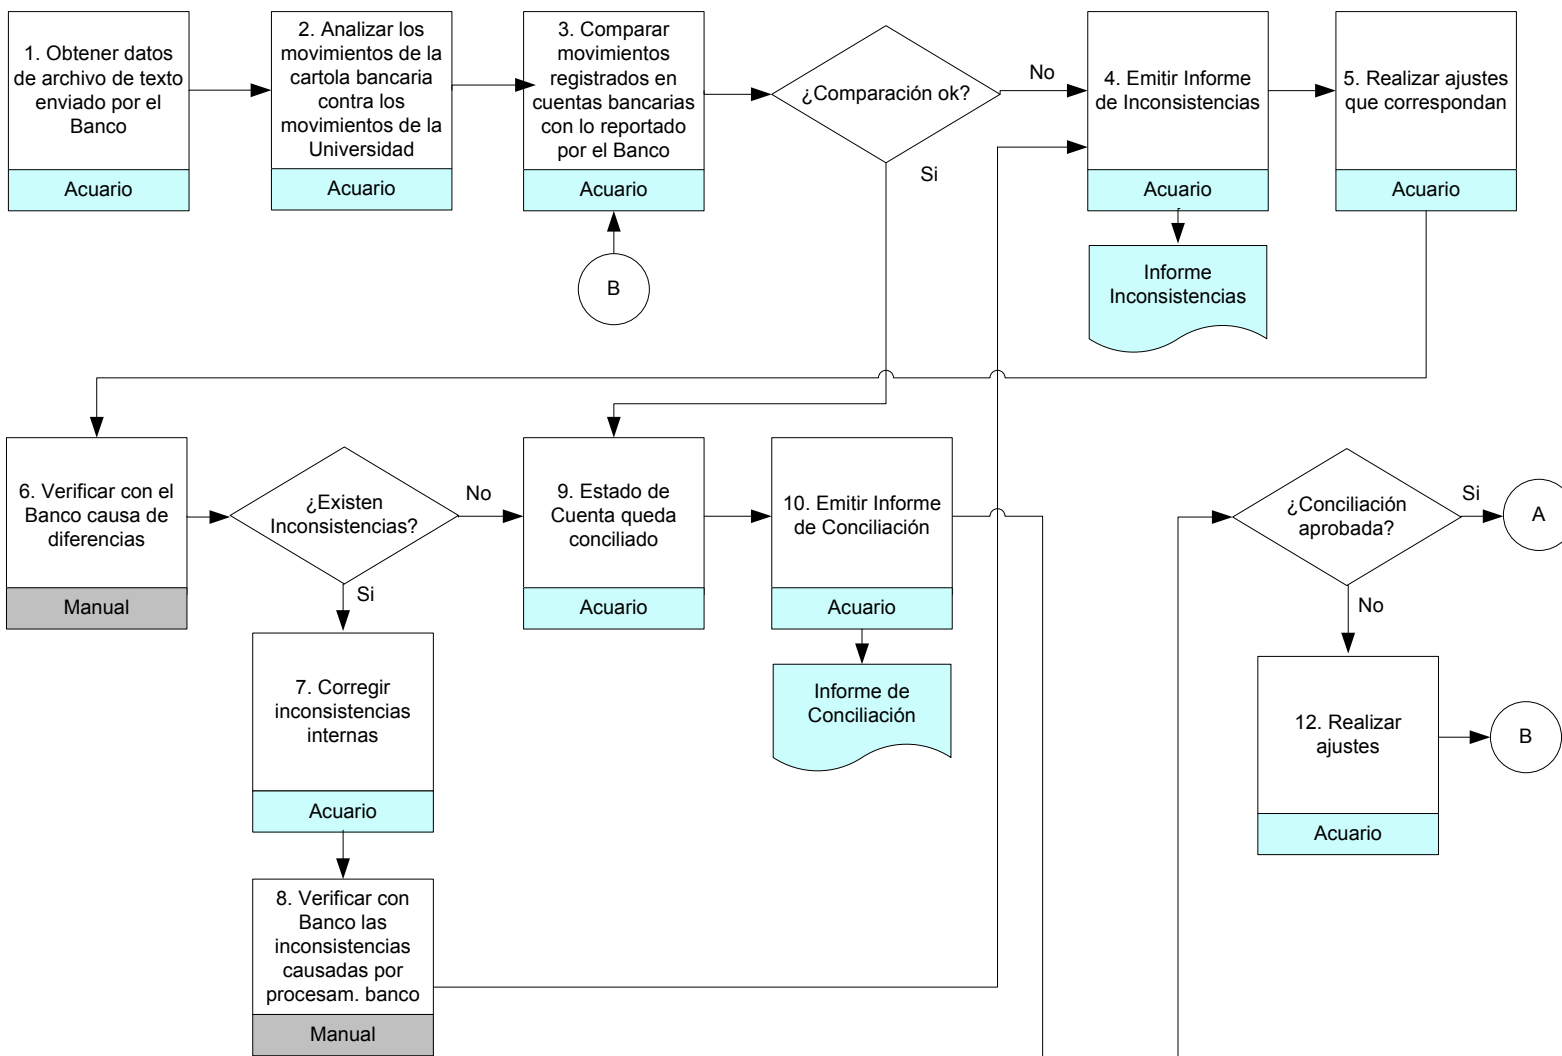 1. Obtener datos
de archivo de texto
enviado por el
Banco
Acuario
2. Analizar los
movimientos de la
cartola bancaria
contra los
movimientos de la
Universidad
Acuario
3. Comparar
movimientos
registrados en
cuentas bancarias
con lo reportado
por el Banco
Acuario
B
¿Comparación ok?
No
Si
4. Emitir Informe
de Inconsistencias
Acuario
Informe
Inconsistencias
5. Realizar ajustes
que correspondan
Acuario
6. Verificar con el
Banco causa de
diferencias
Manual
¿Existen
Inconsistencias?
No
Si
7. Corregir
inconsistencias
internas
Acuario
8. Verificar con
Banco las
inconsistencias
causadas por
procesam. banco
Manual
9. Estado de
Cuenta queda
conciliado
Acuario
10. Emitir Informe
de Conciliación
Acuario
Informe de
Conciliación
¿Conciliación
aprobada?
Si
A
No
12. Realizar
ajustes
Acuario
B